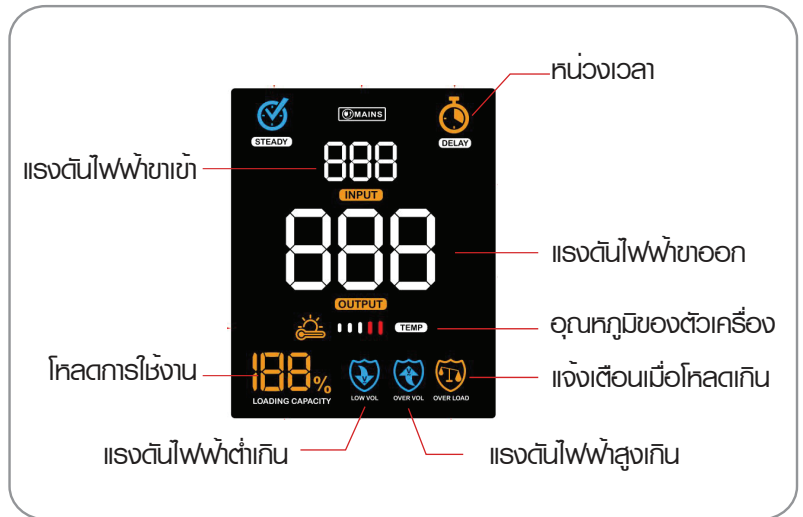 หน่วงเวลา
MAINS
STEADY
DELAY
แรงดันไฟฟ้าขาเข้า
888
INPUT
888
แรงดันไฟฟ้าขาออก
OUTPUT
TEMP
อุณหภูมิของตัวเครื่อง
โหลดการใช้งาน
188%
LOADING CAPACITY
LOW VOL
OVER VOL
OVER LOAD
แจ้งเตือนเมื่อโหลดเกิน
แรงดันไฟฟ้าต่ำเกิน
แรงดันไฟฟ้าสูงเกิน